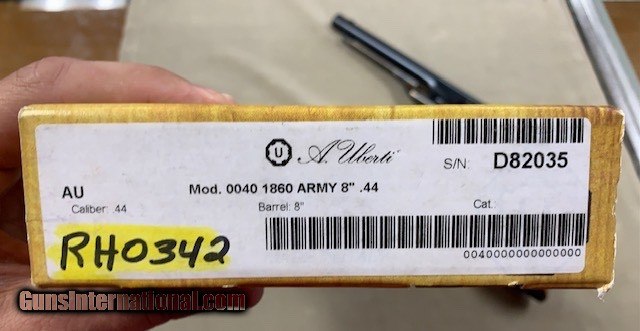 A. Uberti
S/N: D82035
AU
Mod. 0040 1860 ARMY 8" .44
Caliber: .44
Barrel: 8"
Cat.:
RH0342
0040000000000000
GunsInternational.com